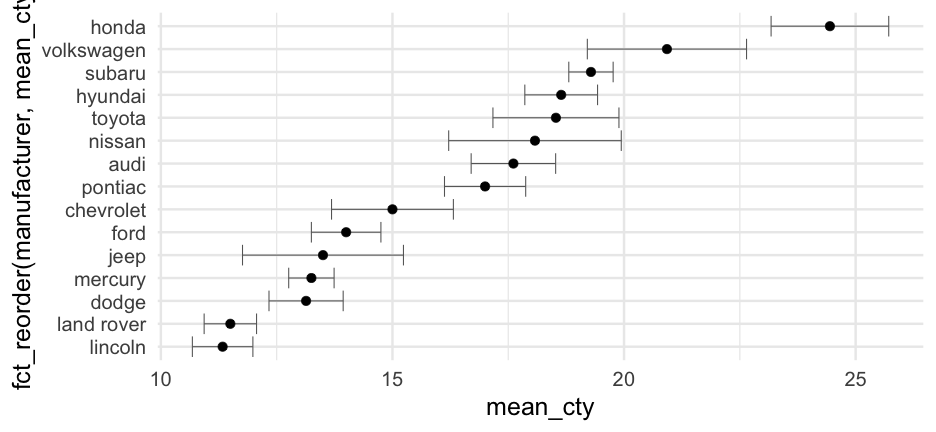 fct_reorder(manufacturer, mean_cty
honda
volkswagen
subaru
hyundai
toyota
nissan
audi
pontiac
chevrolet
ford
jeep
mercury
dodge
land rover
lincoln
10 15 20 25
mean_cty